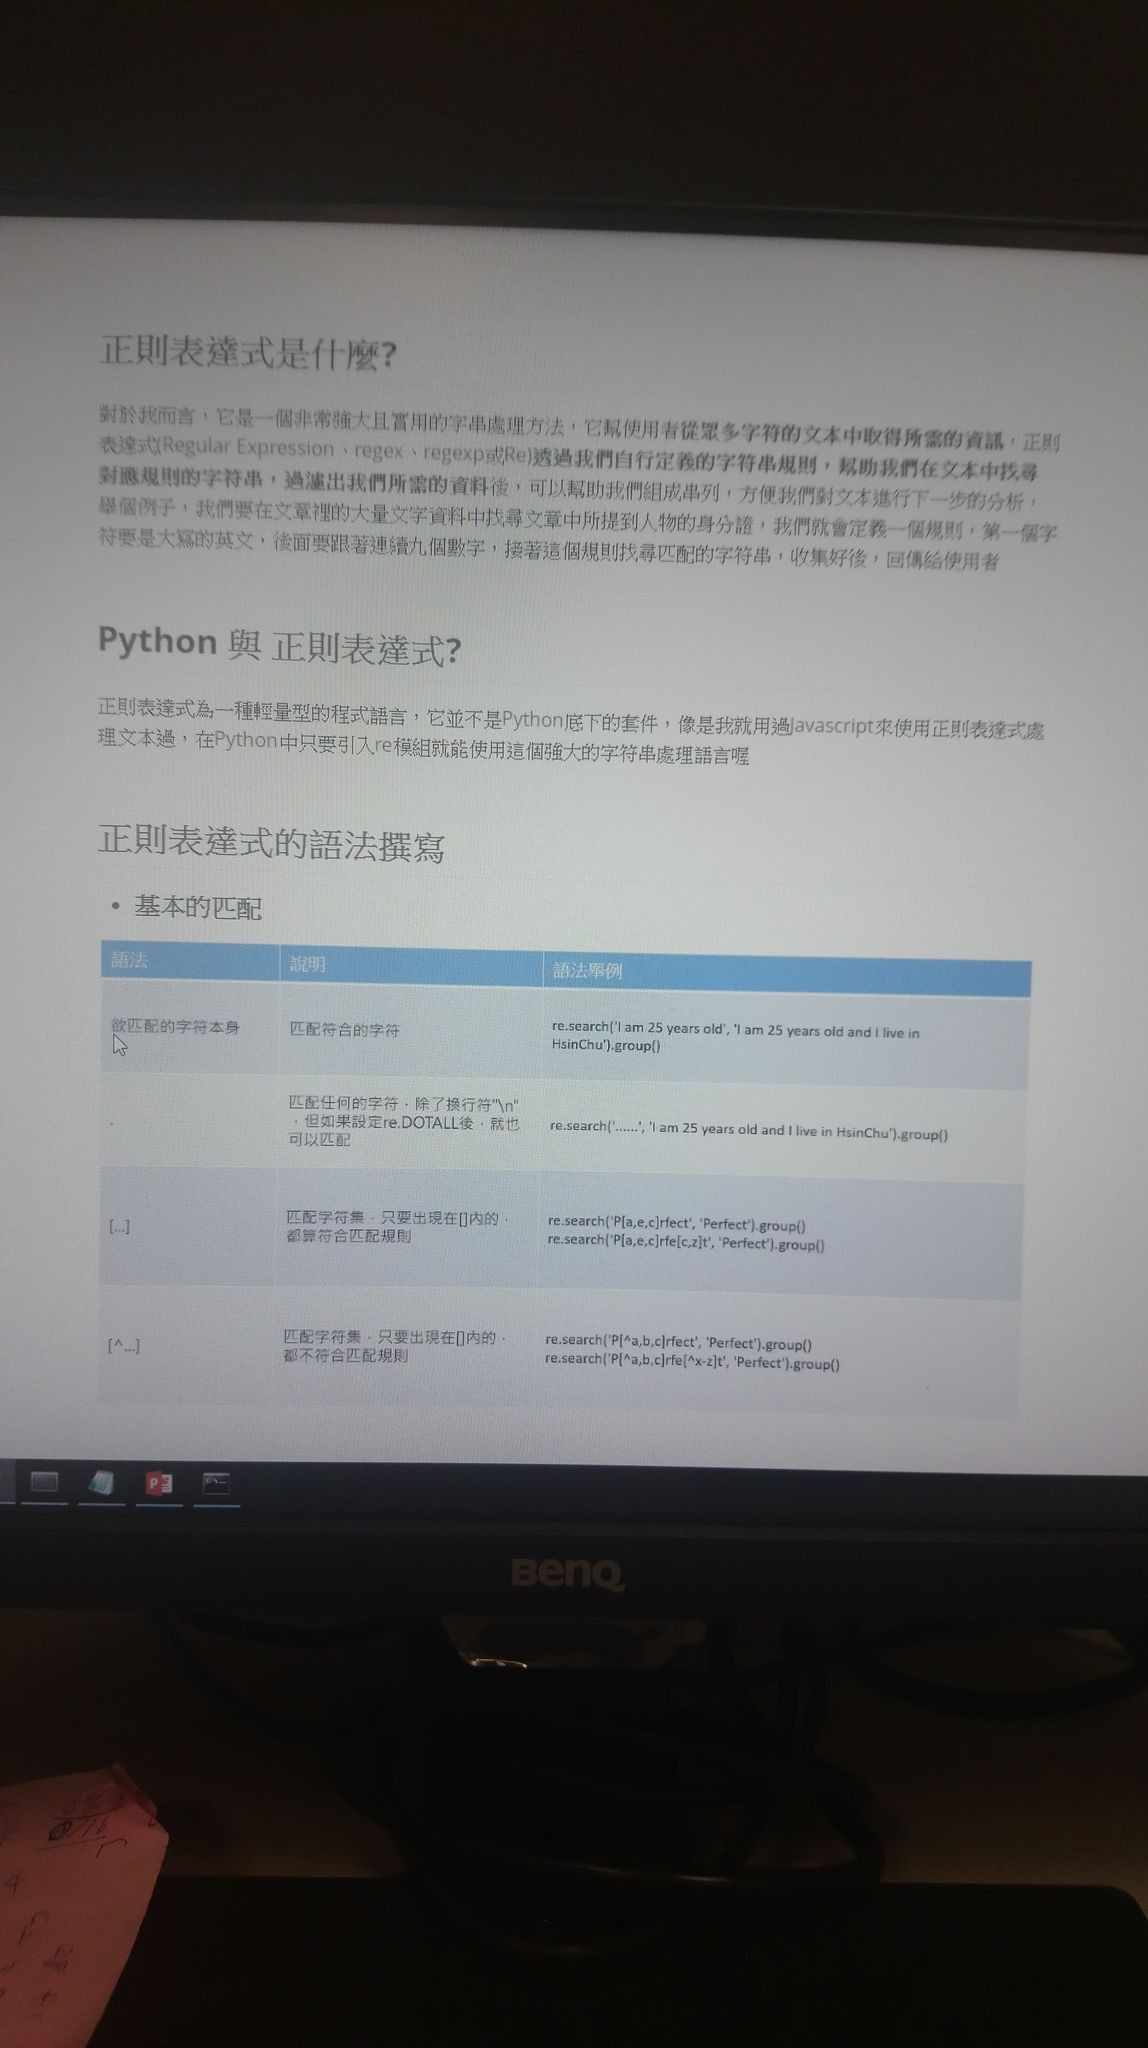 正則表達式是什麼?
對於我而言，它是一個非常強大且實用的字串處理方法，它幫使用者從眾多字符的文本中取得所需的資訊，正則
表達式(Regular Expression、regex、regexp或Re)透過我們自行定義的字符串規則，幫助我們在文本中找尋
對應規則的字符串，過濾出我們所需的資料後，可以幫助我們組成串列，方便我們對文本進行下一步的分析，
舉個例子，我們要在文章裡的大量文字資料中找尋文章中所提到人物的身分證，我們就會定義一個規則，第一個字
符要是大寫的英文，後面要跟著連續九個數字，接著這個規則找尋匹配的字符串，收集好後，回傳給使用者
Python 與 正則表達式?
正則表達式為一種輕量型的程式語言，它並不是Python底下的套件，像是我就用過Javascript來使用正則表達式處
理文本過，在Python中只要引入re模組就能使用這個強大的字符串處理語言喔
正則表達式的語法撰寫
• 基本的匹配
語法 說明 語法舉例
欲匹配的字符本身 匹配符合的字符 re.search('I am 25 years old', 'I am 25 years old and I live in
HsinChu').group()
.
匹配任何的字符，除了換行符"\n"
，但如果設定re.DOTALL後，就也
可以匹配
re.search('......', 'I am 25 years old and I live in HsinChu').group()
[...]
匹配字符集，只要出現在[]內的，
都算符合匹配規則
re.search('P[a,e,c]rfect', 'Perfect').group()
re.search('P[a,e,c]rfe[c,z]t', 'Perfect').group()
[^...]
匹配字符集，只要出現在[]內的，
都不符合匹配規則
re.search('P[^a,b,c]rfect', 'Perfect').group()
re.search('P[^a,b,c]rfe[^x-z]t', 'Perfect').group()
BenQ
4